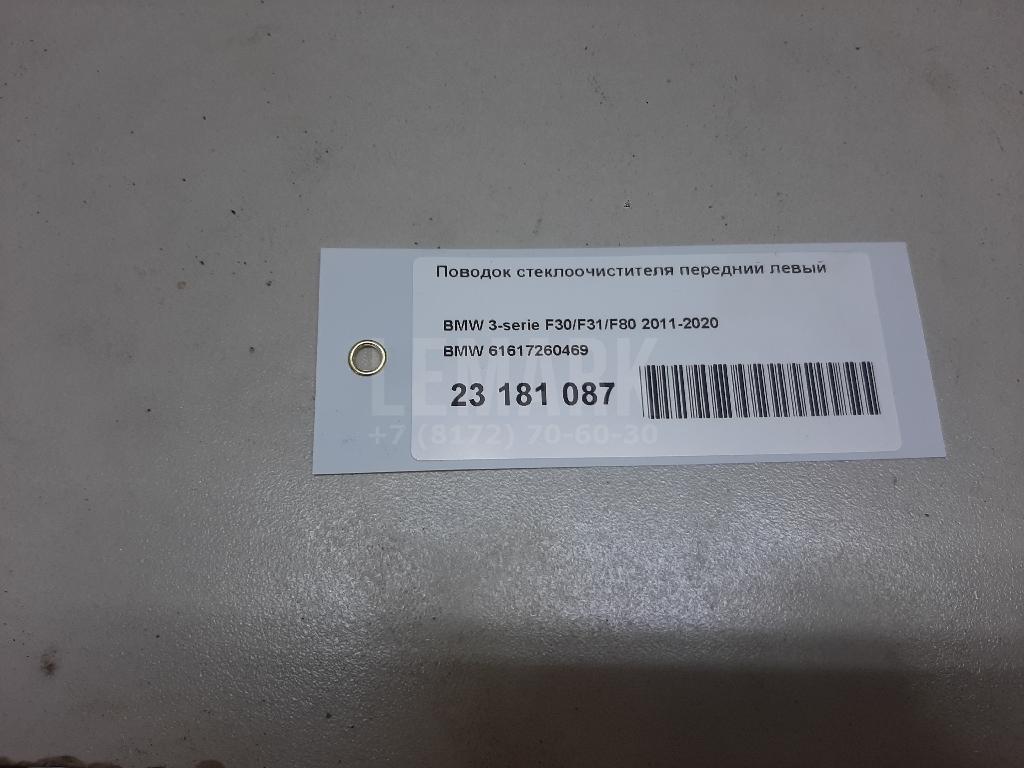 Поводок стеклоочистителя передний левый
BMW 3-serie F30/F31/F80 2011-2020
BMW 61617260469
23 181 087
LEMARK
+7 (8172) 70-60-30